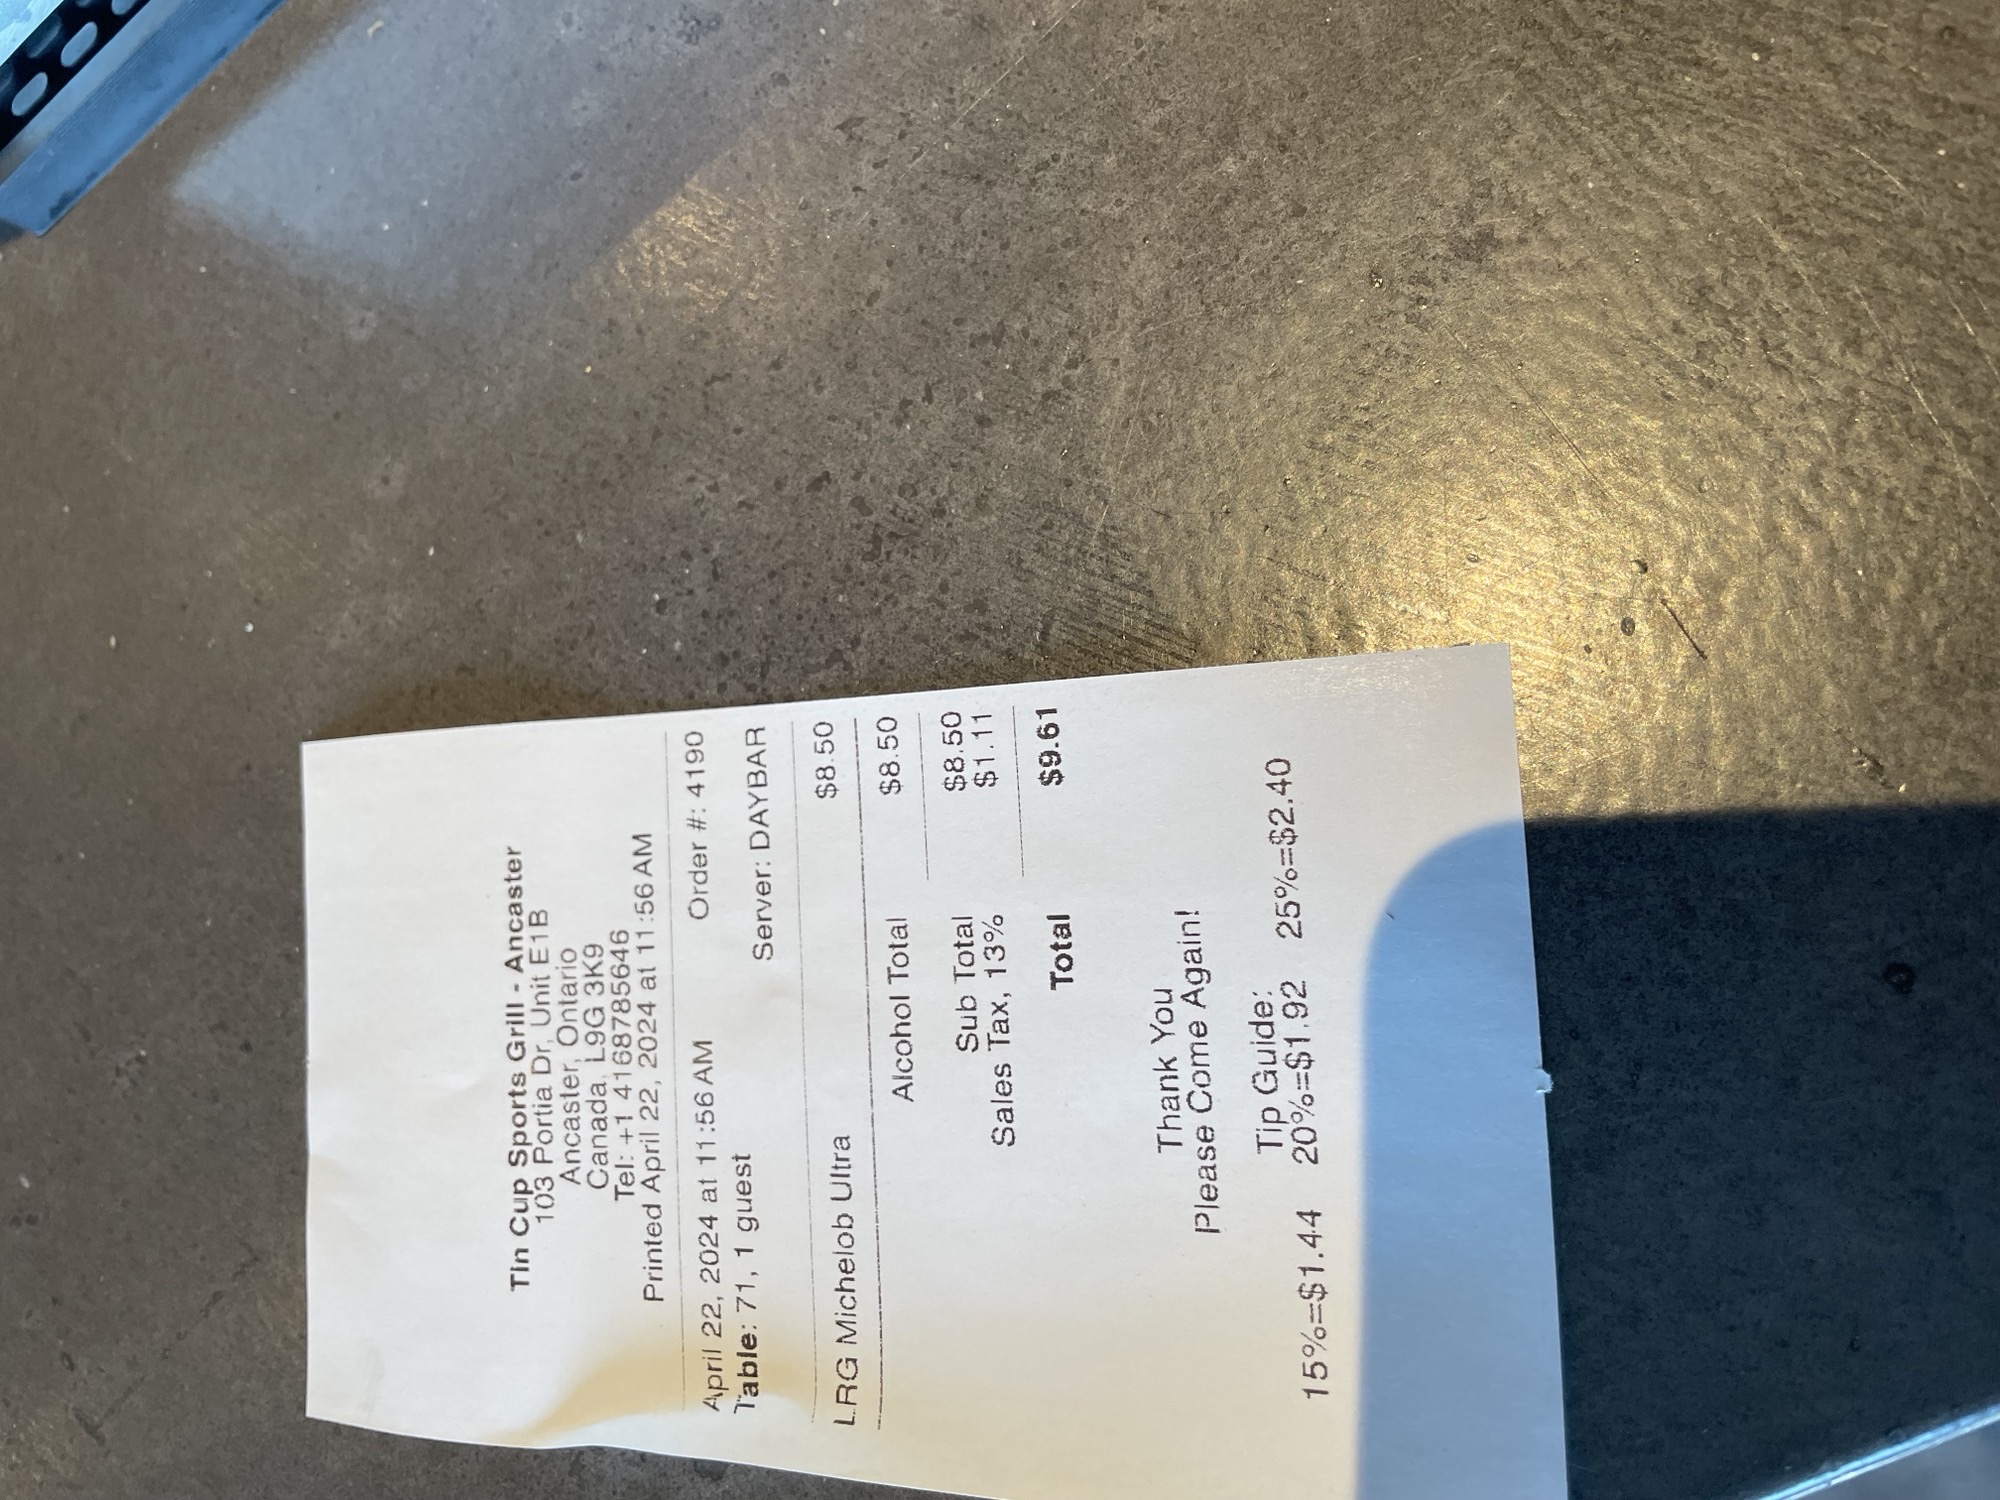 Tin Cup Sports Grill - Ancaster
103 Portia Dr, Unit E1B
Ancaster, Ontario
Canada, L9G 3K9
Tel: +1 4168785646
Printed April 22, 2024 at 11:56 AM
April 22, 2024 at 11:56 AM Order #: 4190
Table: 71, 1 guest
Server: DAYBAR
LRG Michelob Ultra $8.50
Alcohol Total $8.50
Sub Total $8.50
Sales Tax, 13% $1.11
Total $9.61
Thank You
Please Come Again!
Tip Guide:
15%=$1.44 20%=$1.92 25%=$2.40